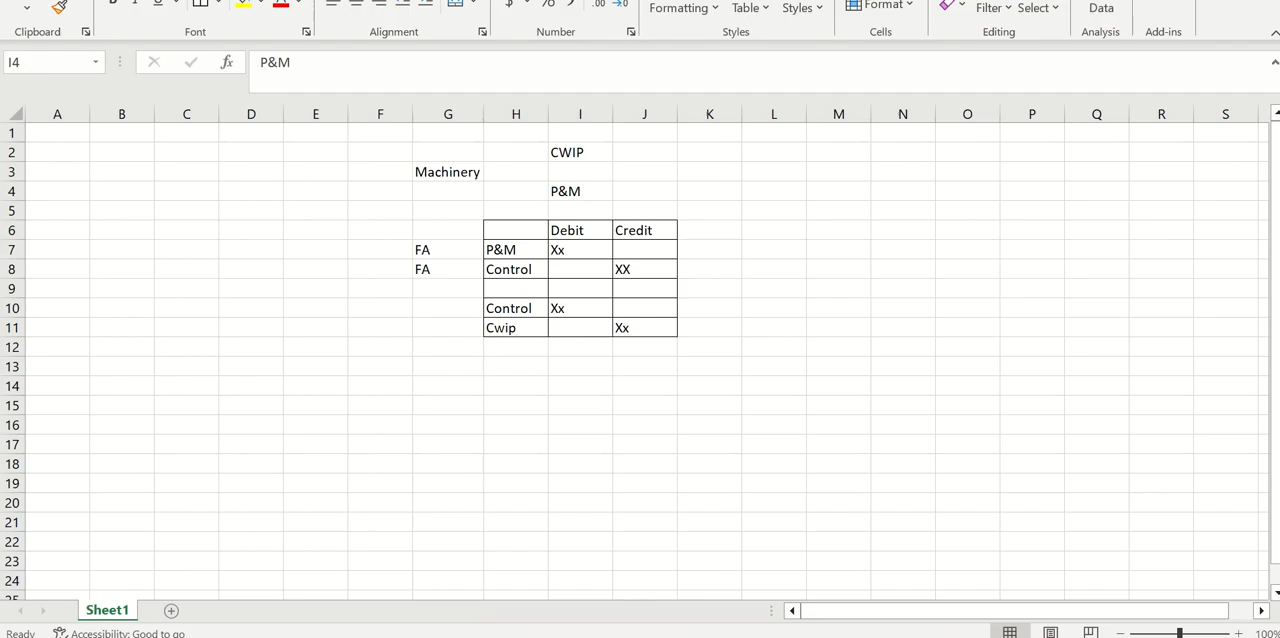 Formatting Table Styles Format Filter Select Data
Clipboard Font Alignment Number Styles Cells Editing Analysis Add-ins
I4 fx P&M
A B C D E F G H I J K L M N O P Q R S
1
2 CWIP
3 Machinery
4 P&M
5
6 Debit Credit
7 FA P&M Xx
8 FA Control XX
9
10 Control Xx
11 Cwip Xx
12
13
14
15
16
17
18
19
20
21
22
23
24
Sheet1
Ready Accessibility: Good to go 100%